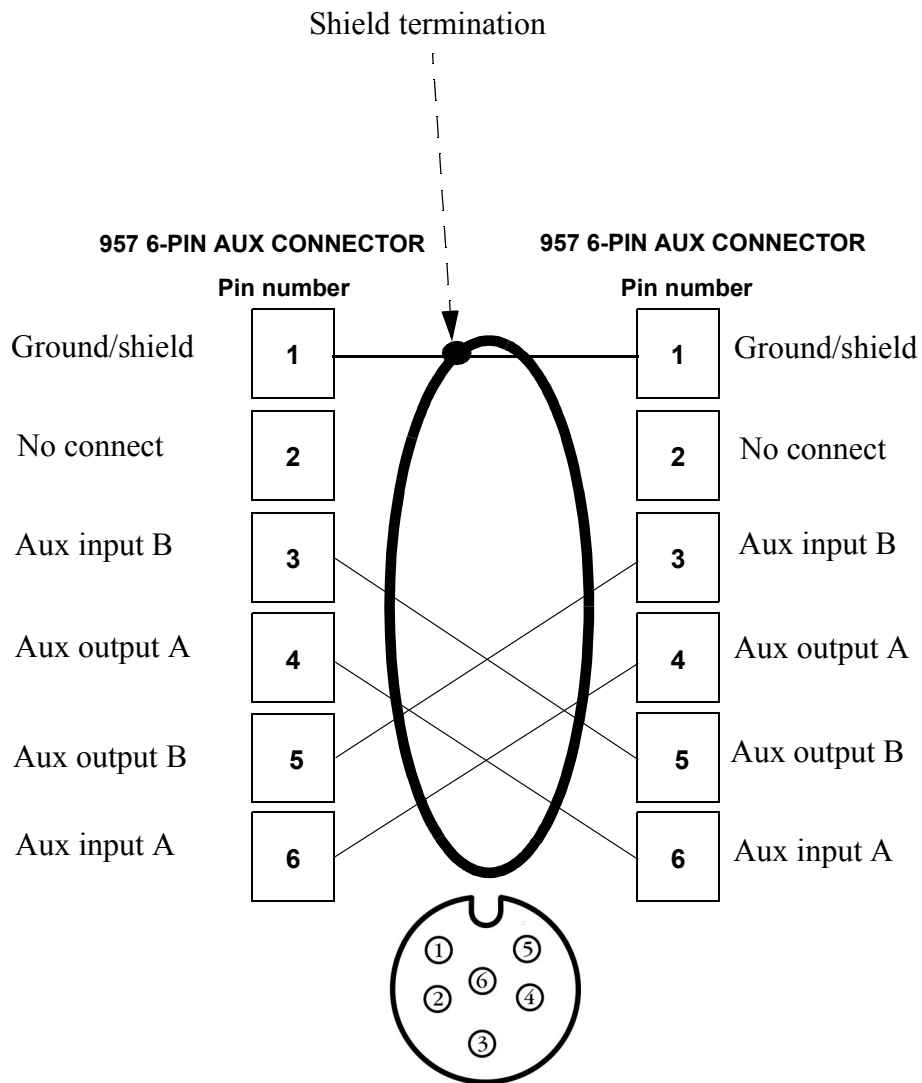 Shield termination
957 6-PIN AUX CONNECTOR
957 6-PIN AUX CONNECTOR
Pin number
Pin number
Ground/shield
1
1
Ground/shield
No connect
2
2
No connect
Aux input B
3
3
Aux input B
Aux output A
4
4
Aux output A
Aux output B
5
5
Aux output B
Aux input A
6
6
Aux input A
1
5
6
2
4
3